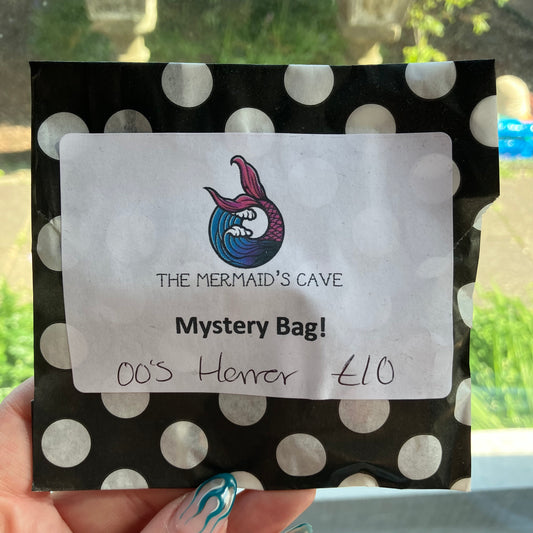 THE MERMAID'S CAVE
Mystery Bag!
00's Horror £10